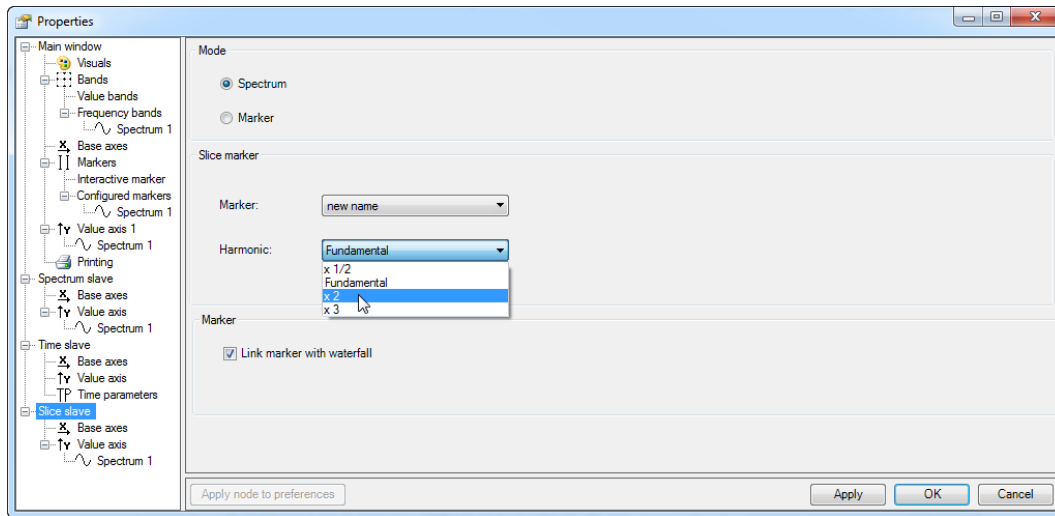 Properties
Main window
Visuals
Bands
Value bands
Frequency bands
Spectrum 1
Base axes
Markers
Interactive marker
Configured markers
Spectrum 1
Value axis 1
Spectrum 1
Printing
Spectrum slave
Base axes
Value axis
Spectrum 1
Time slave
Base axes
Value axis
Time parameters
Slice slave
Base axes
Value axis
Spectrum 1
Mode
Spectrum
Marker
Slice marker
Marker: new name
Harmonic: Fundamental
x 1/2
Fundamental
x 2
x 3
Marker
Link marker with waterfall
Apply node to preferences Apply OK Cancel